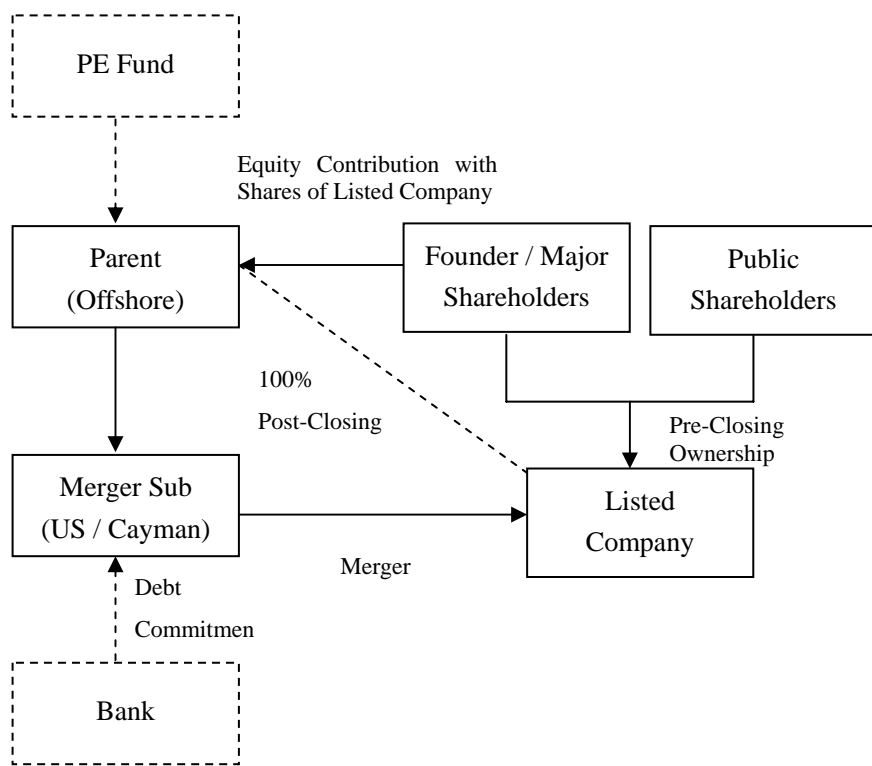 PE Fund
Equity Contribution with
Shares of Listed Company
Parent
(Offshore)
Founder / Major
Shareholders
Public
Shareholders
100%
Post-Closing
Pre-Closing
Ownership
Merger Sub
(US / Cayman)
Listed
Company
Merger
Debt
Commitmen
Bank